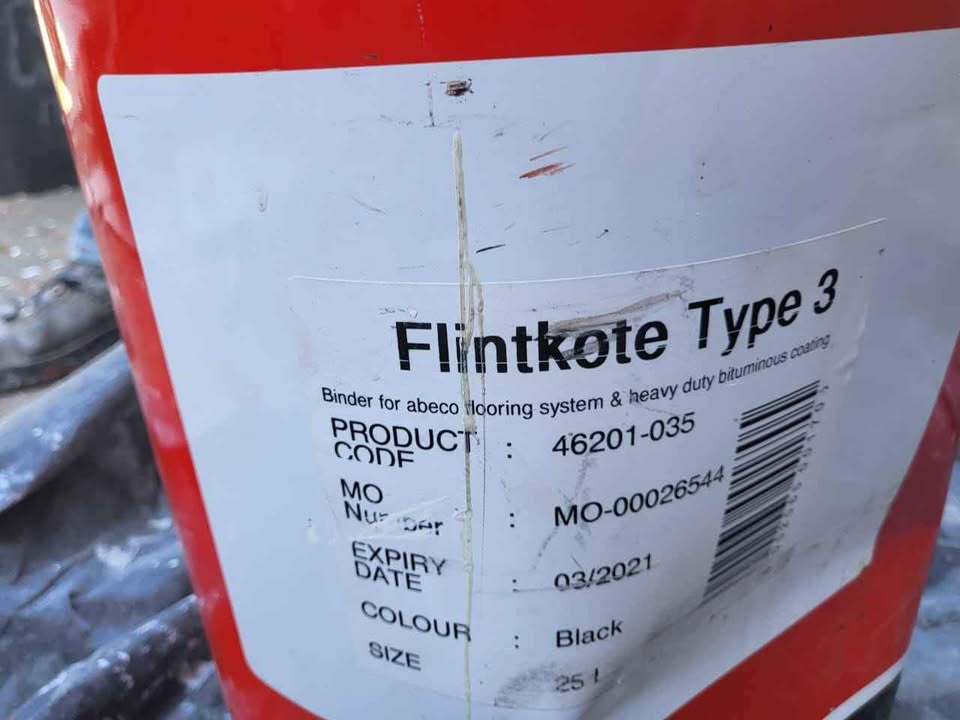 Flintkote Type 3
Binder for abeco flooring system & heavy duty bituminous coating
PRODUCT CODE : 46201-035
MO Number : MO-00026544
EXPIRY DATE : 03/2021
COLOUR : Black
SIZE 25 l